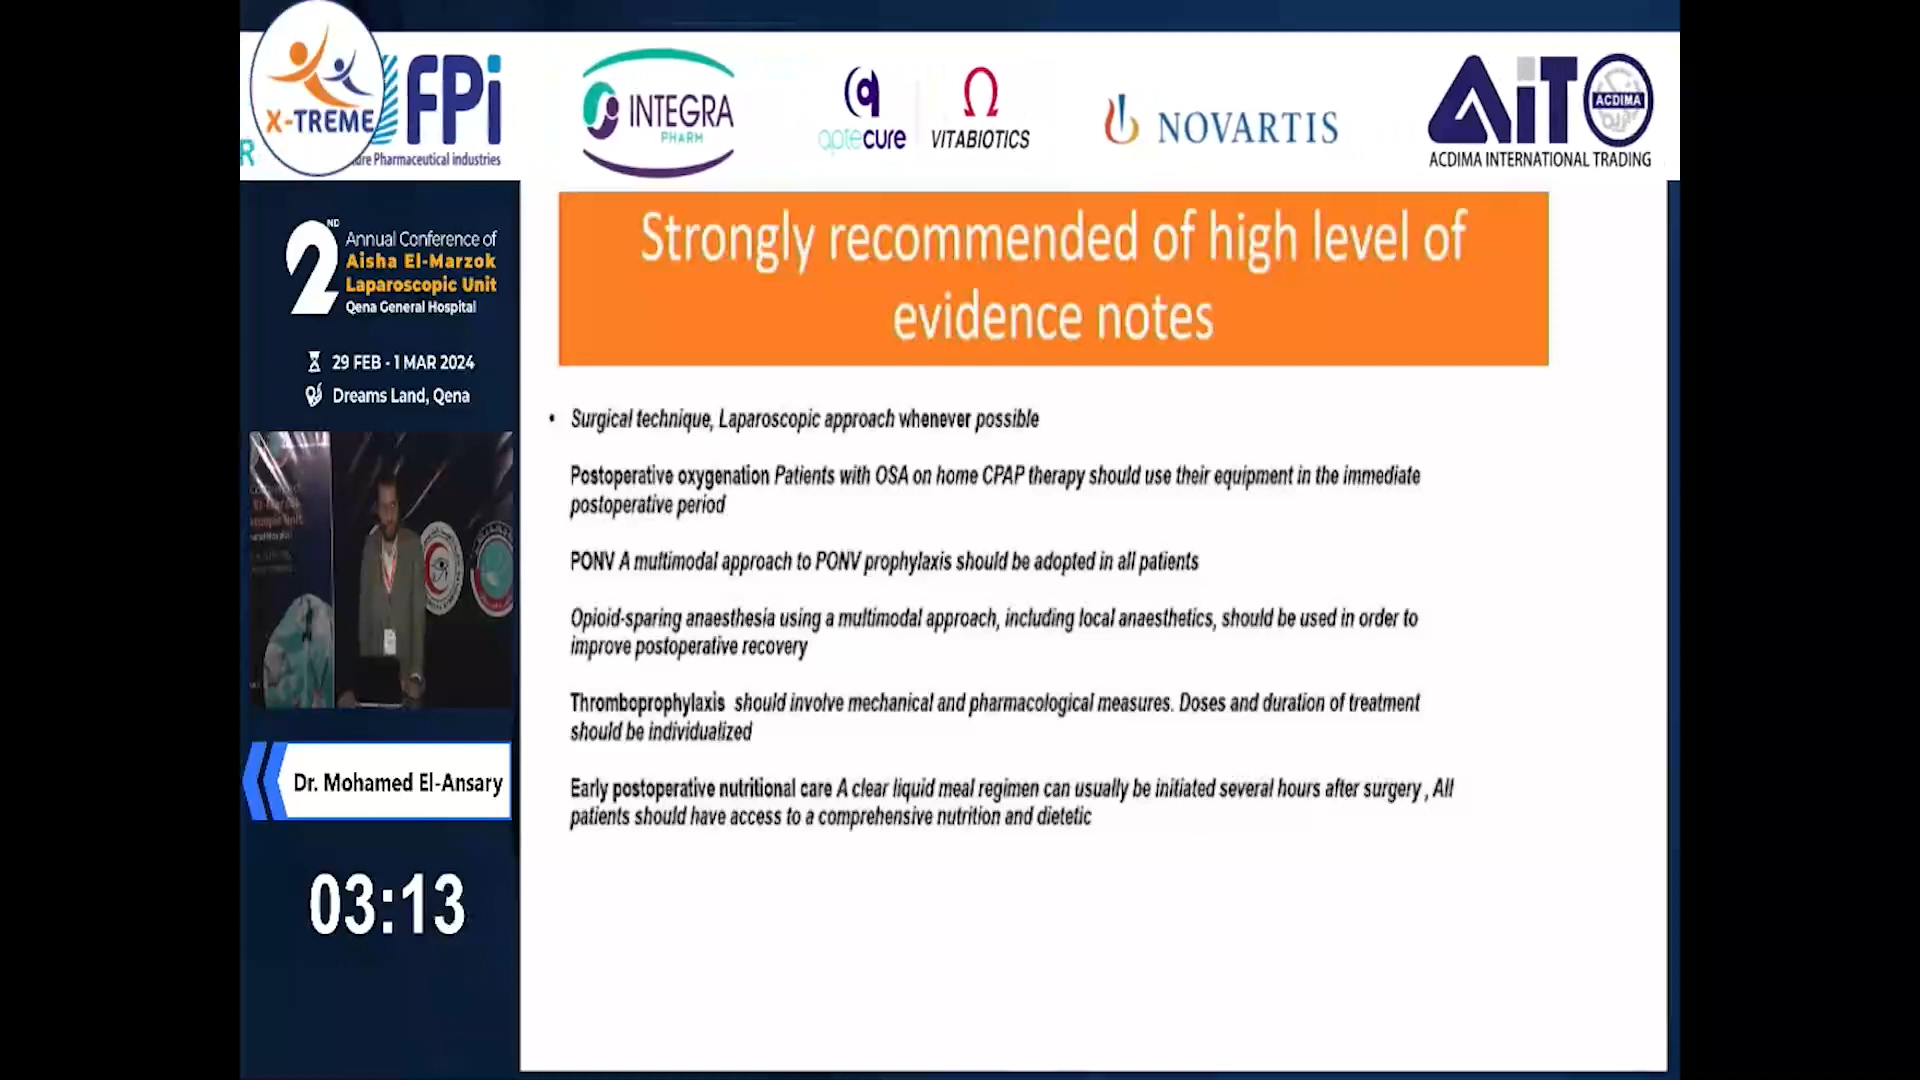 X-TREME
R
FPi
dre Pharmaceutical industries
INTEGRA
PHARM
aptecure
VITABIOTICS
NOVARTIS
AiTO
ACDIMA
ACDIMA INTERNATIONAL TRADING
2ND
Annual Conference of
Aisha El-Marzok
Laparoscopic Unit
Qena General Hospital
29 FEB - 1 MAR 2024
Dreams Land, Qena
Dr. Mohamed El-Ansary
03:13
Strongly recommended of high level of
evidence notes
• Surgical technique, Laparoscopic approach whenever possible
Postoperative oxygenation Patients with OSA on home CPAP therapy should use their equipment in the immediate
postoperative period
PONV A multimodal approach to PONV prophylaxis should be adopted in all patients
Opioid-sparing anaesthesia using a multimodal approach, including local anaesthetics, should be used in order to
improve postoperative recovery
Thromboprophylaxis should involve mechanical and pharmacological measures. Doses and duration of treatment
should be individualized
Early postoperative nutritional care A clear liquid meal regimen can usually be initiated several hours after surgery , All
patients should have access to a comprehensive nutrition and dietetic